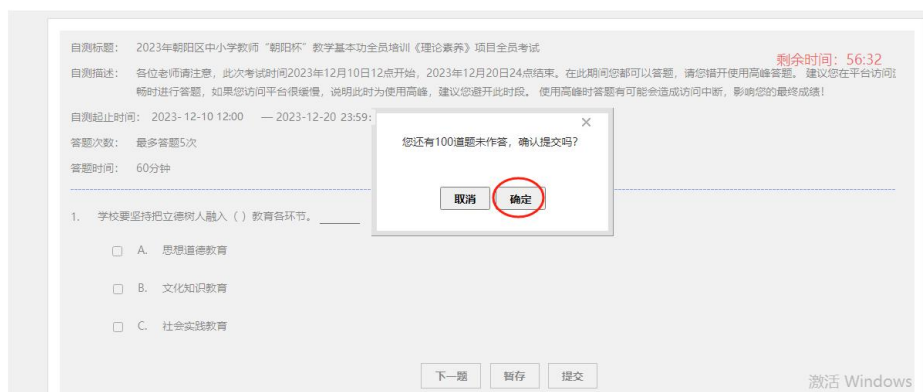 自测标题： 2023年朝阳区中小学教师“朝阳杯”教学基本功全员培训《理论素养》项目全员考试
剩余时间：56:32
自测描述： 各位老师请注意，此次考试时间2023年12月10日12点开始，2023年12月20日24点结束。在此期间您都可以答题，请您错开使用高峰答题。 建议您在平台访问
畅时进行答题，如果您访问平台很缓慢，说明此时为使用高峰，建议您避开此时段。 使用高峰时答题有可能会造成访问中断，影响您的最终成绩！
自测起止时间： 2023- 12-10 12:00 — 2023-12-20 23:59:
答题次数： 最多答题5次
答题时间： 60分钟
您还有100道题未作答，确认提交吗？
取消 确定
1. 学校要坚持把立德树人融入（ ）教育各环节。
A. 思想道德教育
B. 文化知识教育
C. 社会实践教育
下一题 暂存 提交
激活 Windows